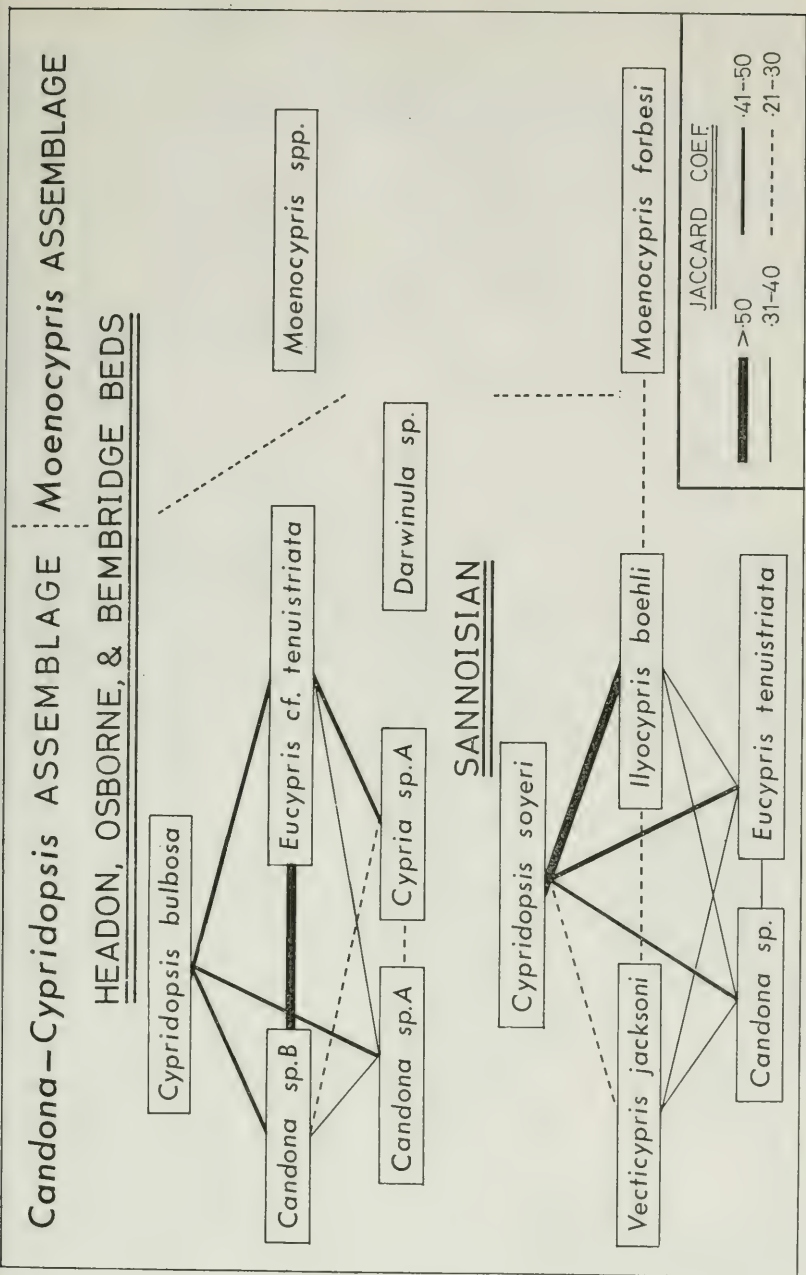 Candona–Cypridopsis ASSEMBLAGE
Moenocypris ASSEMBLAGE
HEADON, OSBORNE, & BEMBRIDGE BEDS
Cypridopsis bulbosa
Candona sp.B
Eucypris cf. tenuistriata
Moenocypris spp.
Candona sp.A
Cypria sp.A
Darwinula sp.
SANNOISIAN
Cypridopsis soyeri
Vecticypris jacksoni
Ilyocypris boehli
Moenocypris forbesi
Candona sp.
Eucypris tenuistriata
JACCARD COEF.
>·50
·41–·50
·31–·40
·21–·30